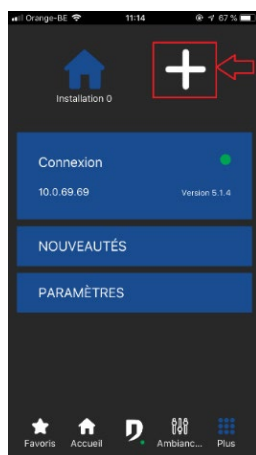 Orange-BE 11:14 67 %
Installation 0
Connexion
10.0.69.69 Version 5.1.4
NOUVEAUTÉS
PARAMÈTRES
Favoris Accueil Ambianc... Plus